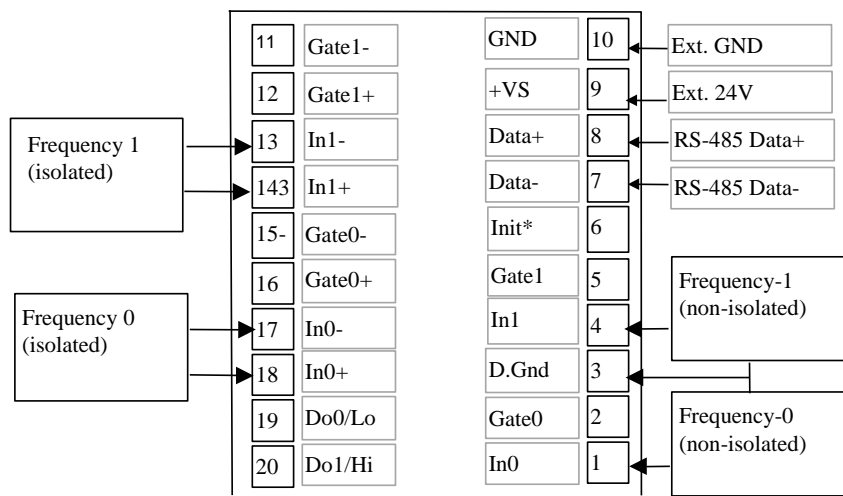 11 Gate1- GND 10 Ext. GND
12 Gate1+ +VS 9 Ext. 24V
Frequency 1
(isolated)
13 In1- Data+ 8 RS-485 Data+
143 In1+ Data- 7 RS-485 Data-
15- Gate0- Init* 6
16 Gate0+ Gate1 5
Frequency-1
(non-isolated)
Frequency 0
(isolated)
17 In0- In1 4
18 In0+ D.Gnd 3
19 Do0/Lo Gate0 2
Frequency-0
(non-isolated)
20 Do1/Hi In0 1